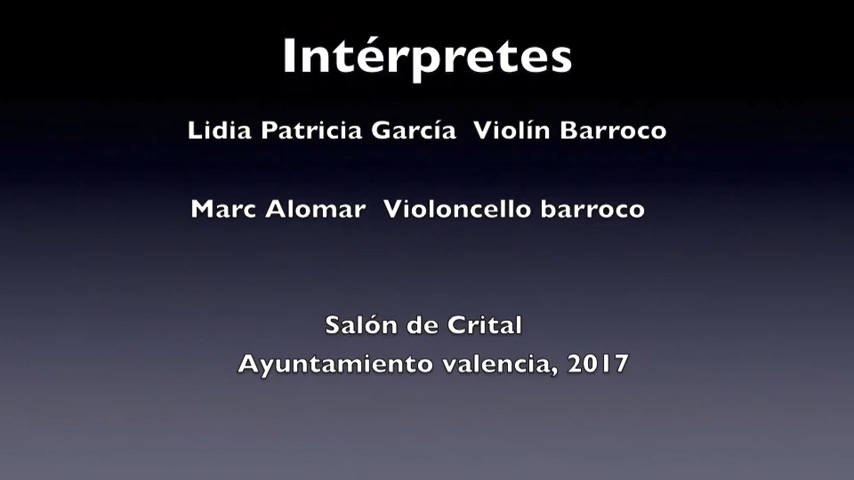 Intérpretes
Lidia Patricia García Violín Barroco
Marc Alomar Violoncello barroco
Salón de Crital
Ayuntamiento valencia, 2017